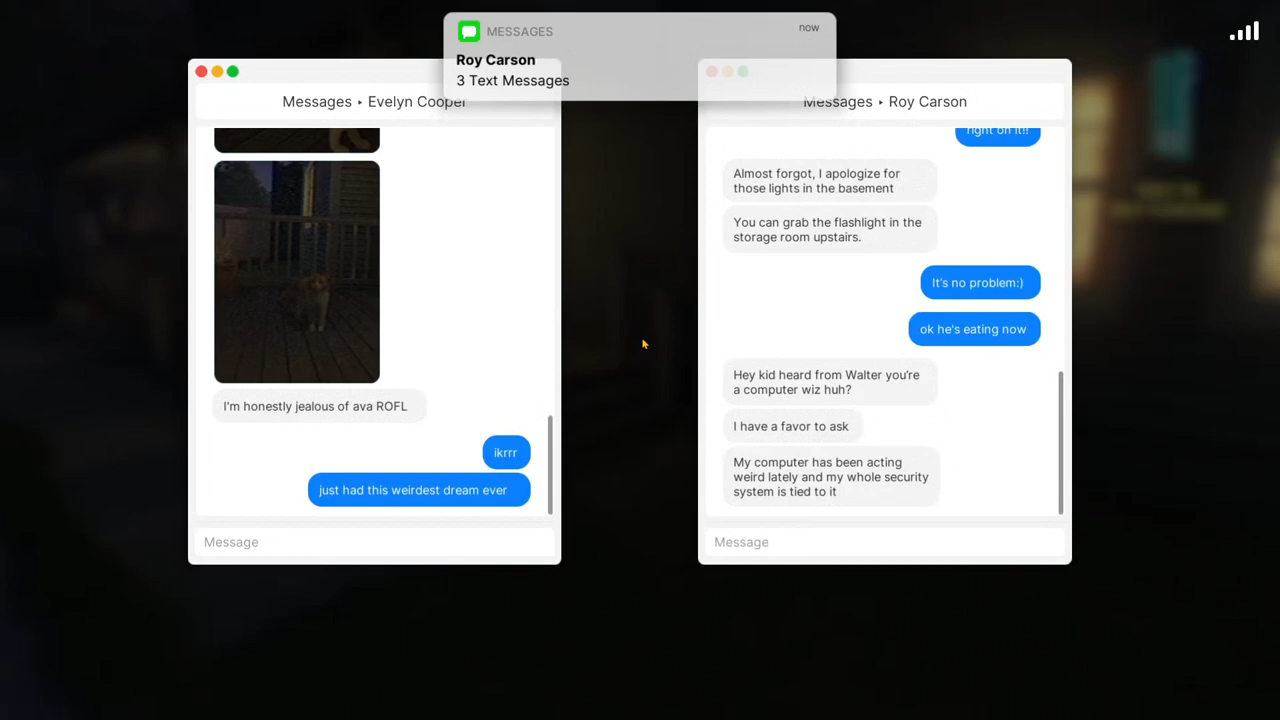 MESSAGES
now
Roy Carson
3 Text Messages
Messages ▸ Evelyn Cooper
I'm honestly jealous of ava ROFL
ikrrr
just had this weirdest dream ever
Message
Messages ▸ Roy Carson
right on it!!
Almost forgot, I apologize for
those lights in the basement
You can grab the flashlight in the
storage room upstairs.
It's no problem:)
ok he's eating now
Hey kid heard from Walter you're
a computer wiz huh?
I have a favor to ask
My computer has been acting
weird lately and my whole security
system is tied to it
Message